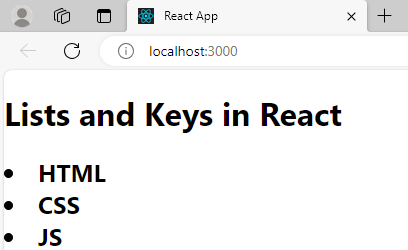 React App
localhost:3000
Lists and Keys in React
HTML
CSS
JS